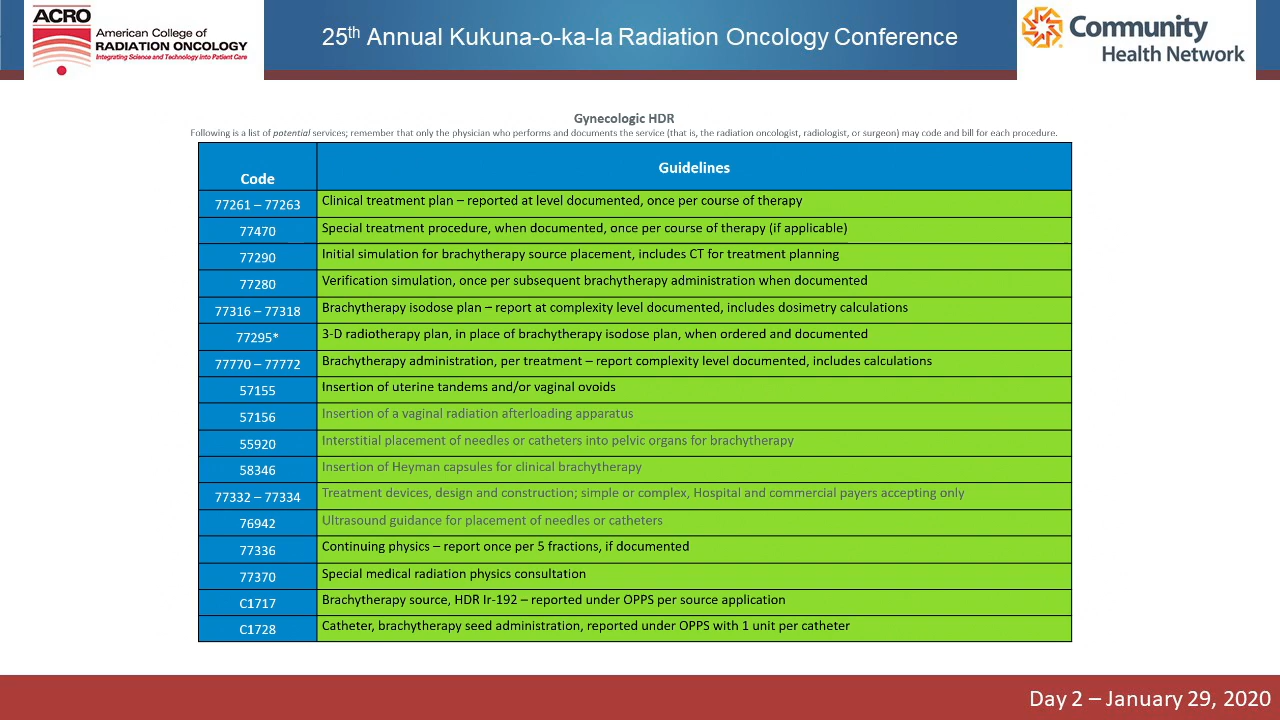 ACRO
American College of
RADIATION ONCOLOGY
Integrating Science and Technology into Patient Care
25th Annual Kukuna-o-ka-la Radiation Oncology Conference
Community
Health Network
Gynecologic HDR
Following is a list of potential services; remember that only the physician who performs and documents the service (that is, the radiation oncologist, radiologist, or surgeon) may code and bill for each procedure.
Code Guidelines
77261 – 77263 Clinical treatment plan – reported at level documented, once per course of therapy
77470 Special treatment procedure, when documented, once per course of therapy (if applicable)
77290 Initial simulation for brachytherapy source placement, includes CT for treatment planning
77280 Verification simulation, once per subsequent brachytherapy administration when documented
77316 – 77318 Brachytherapy isodose plan – report at complexity level documented, includes dosimetry calculations
77295* 3-D radiotherapy plan, in place of brachytherapy isodose plan, when ordered and documented
77770 – 77772 Brachytherapy administration, per treatment – report complexity level documented, includes calculations
57155 Insertion of uterine tandems and/or vaginal ovoids
57156 Insertion of a vaginal radiation afterloading apparatus
55920 Interstitial placement of needles or catheters into pelvic organs for brachytherapy
58346 Insertion of Heyman capsules for clinical brachytherapy
77332 – 77334 Treatment devices, design and construction; simple or complex, Hospital and commercial payers accepting only
76942 Ultrasound guidance for placement of needles or catheters
77336 Continuing physics – report once per 5 fractions, if documented
77370 Special medical radiation physics consultation
C1717 Brachytherapy source, HDR Ir-192 – reported under OPPS per source application
C1728 Catheter, brachytherapy seed administration, reported under OPPS with 1 unit per catheter
Day 2 – January 29, 2020